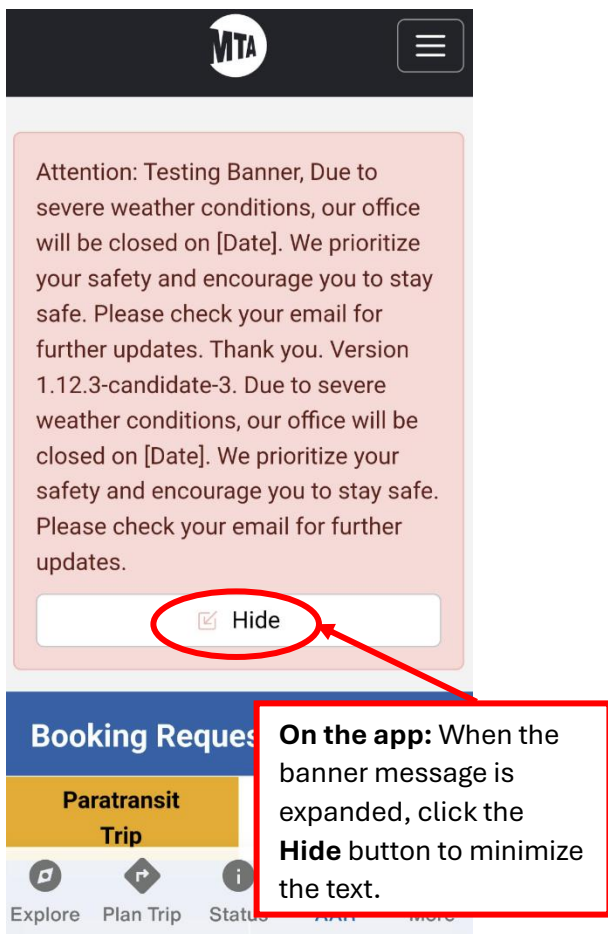 MTA
Attention: Testing Banner, Due to
severe weather conditions, our office
will be closed on [Date]. We prioritize
your safety and encourage you to stay
safe. Please check your email for
further updates. Thank you. Version
1.12.3-candidate-3. Due to severe
weather conditions, our office will be
closed on [Date]. We prioritize your
safety and encourage you to stay safe.
Please check your email for further
updates.
Hide
Booking Reques
On the app: When the
banner message is
expanded, click the
Hide button to minimize
the text.
Paratransit
Trip
Explore Plan Trip Status